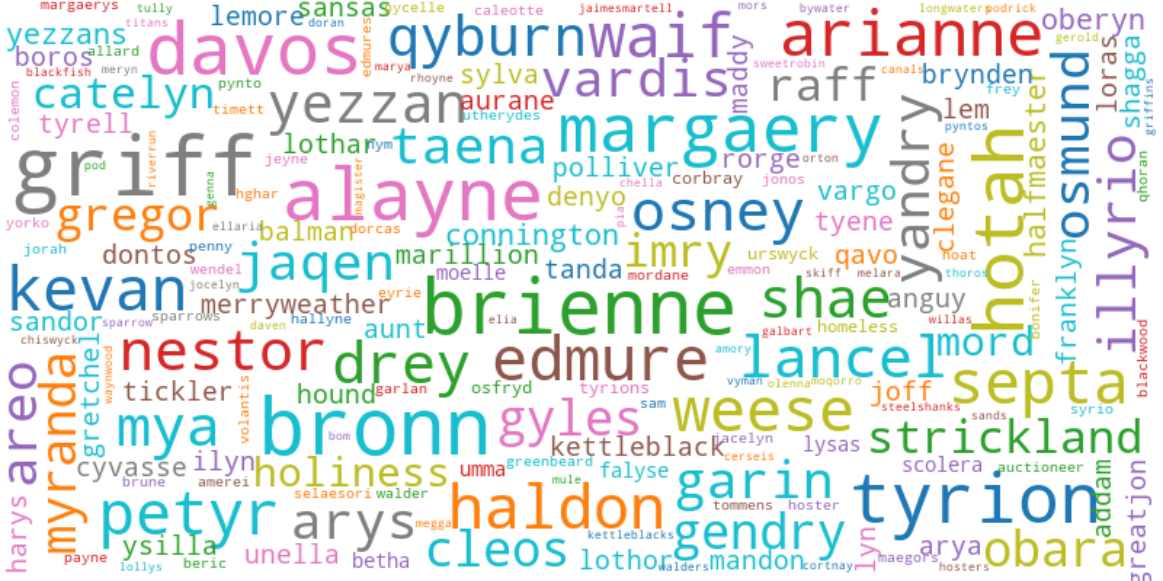 margaerys tully lemore sansas doran pycelle caleotte jaimesmartell mors bywater longwaters podrick
yezzans titans davos qyburn waif arianne oberyn
boros allard edmures maddy sweetrobin gerold loras shagga
blackfish meryn marya rhoyne sylva vardis raff canals brynden frey griffins
catelyn pynto yezzan aurane utherydes lem osmund
colemon tyrell timett lothar hym taena margaery pyntos halfmaester
griff pod riverrun genna jeyne magister polliver rorge orton yandry clegane hottah illyrio qhoran
hghar alayne chella corbray jonos denyo vargo
yorko gregor ellaria balman dorcas pia osney tyene
jorah dontos penny marillion connington imry urswyck qavo hoat
wendel jaqen moelle tanda mordane emmon skiff melara thoros
kevan jocelyn merryweather eyrie brienne shae anguy bonifer franklyn
sandor sparrow sparrows daven hallyne aunt elia galbart homeless willas blackwood
chiswyck gretchel waynwood nestor drey edmure amory lancel mord
areo myranda tickler volantis hound garlan osfryd tyrions vyman olenna moqorro joff septa
mya bronn bom gyles sam weese steelshanks sands syrio
kettleblack jacelyn lysas strickland
cyvasse ilyn holiness umma greenbeard falyse cerseis scolera auctioneer
brune amerei selaesori walder mule garin addam greatjon
harys petyr arys megga haldon tommens hoster tyrion
ysilla cleos kettleblacks gendry lyn arya obara
payne lollys beric unella betha lothor walders mandon cortnay maegors hosters